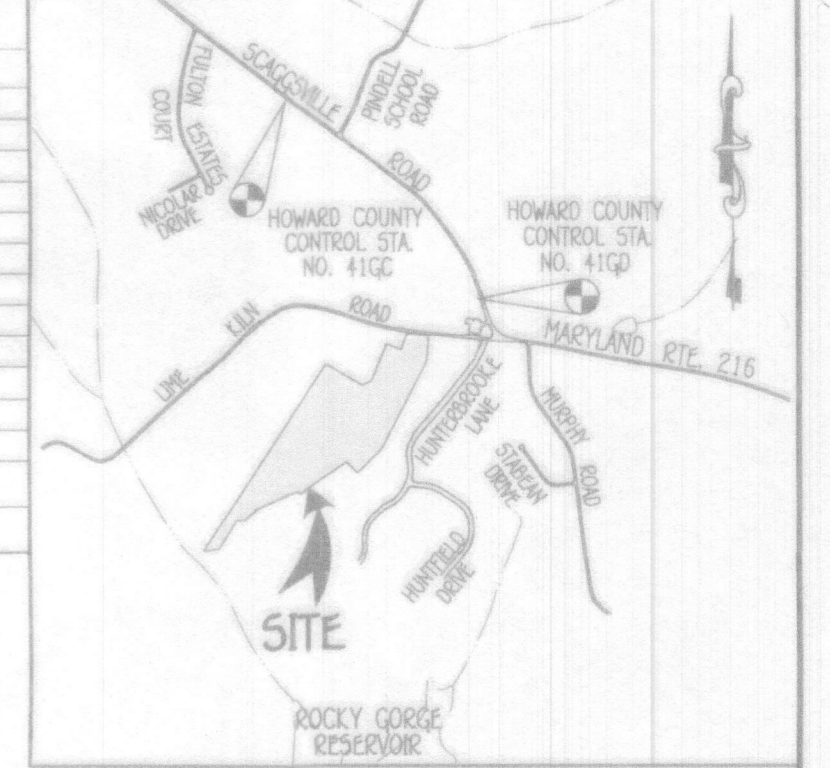 SCAGGSVILLE
ROAD
PINDELL
SCHOOL
ROAD
FULTON ESTATES
COURT
NICOLAR
DRIVE
HOWARD COUNTY
CONTROL STA.
NO. 41GC
HOWARD COUNTY
CONTROL STA.
NO. 41GD
LIME KILN ROAD
MARYLAND RTE. 216
HUNTERBROOKE
LANE
MURPHY ROAD
STABEAN
DRIVE
HUNTFIELD
DRIVE
SITE
ROCKY GORGE
RESERVOIR